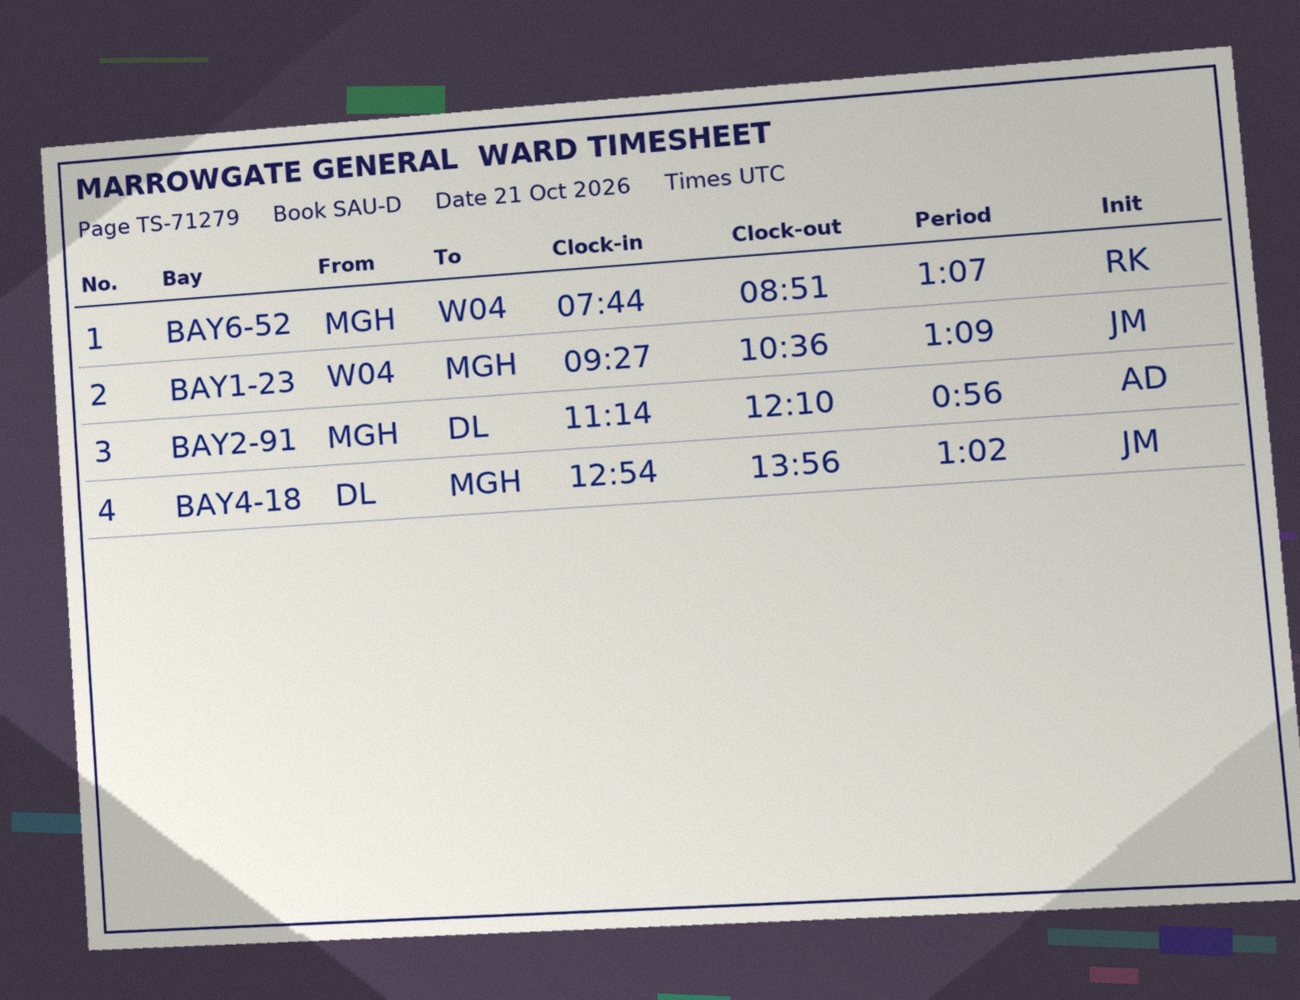 MARROWGATE GENERAL WARD TIMESHEET
Page TS-71279 Book SAU-D Date 21 Oct 2026 Times UTC
No. Bay From To Clock-in Clock-out Period Init
1 BAY6-52 MGH W04 07:44 08:51 1:07 RK
2 BAY1-23 W04 MGH 09:27 10:36 1:09 JM
3 BAY2-91 MGH DL 11:14 12:10 0:56 AD
4 BAY4-18 DL MGH 12:54 13:56 1:02 JM